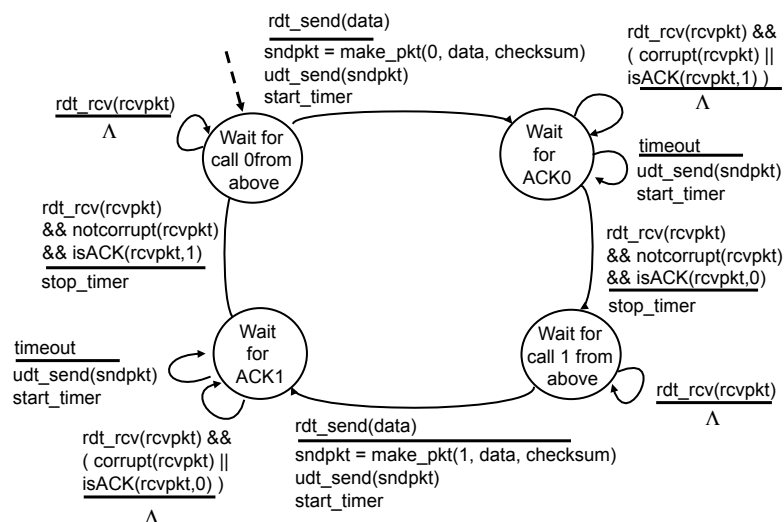 rdt_send(data)
sndpkt = make_pkt(0, data, checksum)
udt_send(sndpkt)
start_timer
rdt_rcv(rcvpkt) &&
( corrupt(rcvpkt) ||
isACK(rcvpkt,1) )
Λ
rdt_rcv(rcvpkt)
Λ
Wait for
call 0from
above
Wait
for
ACK0
timeout
udt_send(sndpkt)
start_timer
rdt_rcv(rcvpkt)
&& notcorrupt(rcvpkt)
&& isACK(rcvpkt,1)
stop_timer
rdt_rcv(rcvpkt)
&& notcorrupt(rcvpkt)
&& isACK(rcvpkt,0)
stop_timer
timeout
udt_send(sndpkt)
start_timer
Wait
for
ACK1
Wait for
call 1 from
above
rdt_rcv(rcvpkt)
Λ
rdt_rcv(rcvpkt) &&
( corrupt(rcvpkt) ||
isACK(rcvpkt,0) )
Λ
rdt_send(data)
sndpkt = make_pkt(1, data, checksum)
udt_send(sndpkt)
start_timer